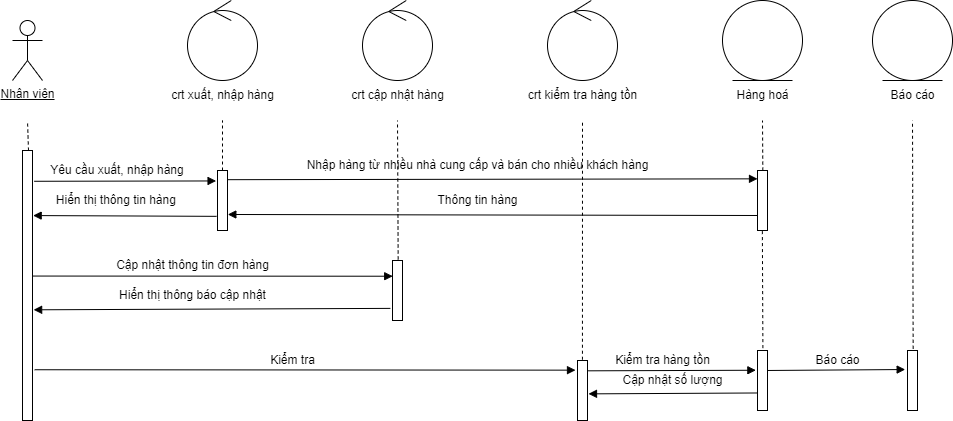 Nhân viên
crt xuất, nhập hàng
crt cập nhật hàng
crt kiểm tra hàng tồn
Hàng hoá
Báo cáo
Yêu cầu xuất, nhập hàng
Nhập hàng từ nhiều nhà cung cấp và bán cho nhiều khách hàng
Hiển thị thông tin hàng
Thông tin hàng
Cập nhật thông tin đơn hàng
Hiển thị thông báo cập nhật
Kiểm tra
Kiểm tra hàng tồn
Báo cáo
Cập nhật số lượng